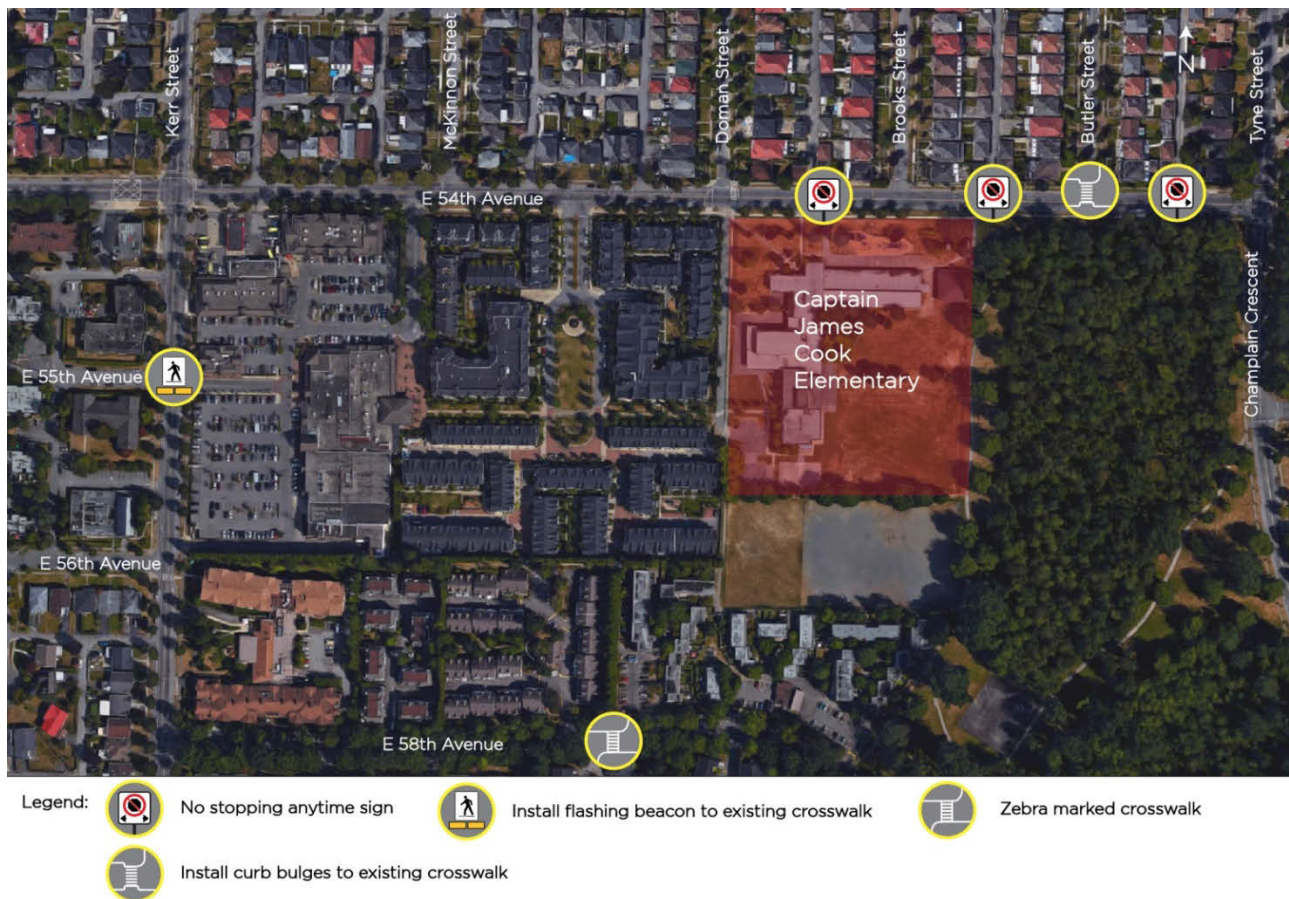 Kerr Street
McKinnon Street
Doman Street
Brooks Street
Butler Street
N
Tyne Street
E 54th Avenue
Captain
James
Cook
Elementary
Champlain Crescent
E 55th Avenue
E 56th Avenue
E 58th Avenue
Legend:
No stopping anytime sign
Install flashing beacon to existing crosswalk
Zebra marked crosswalk
Install curb bulges to existing crosswalk